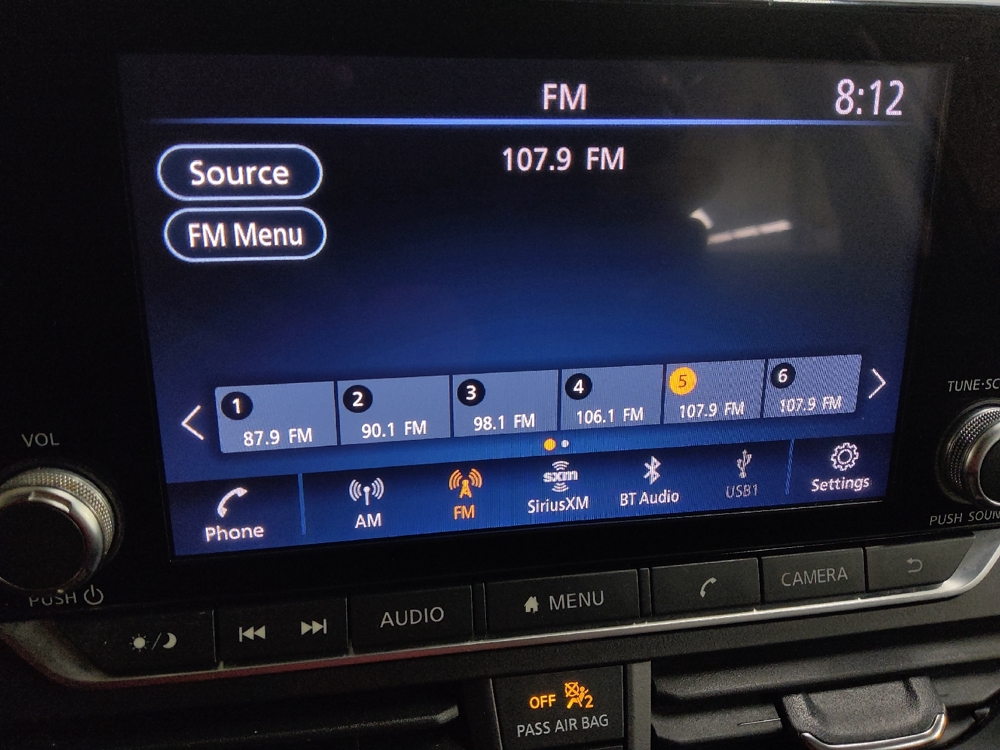 FM
8:12
Source
107.9 FM
FM Menu
1
87.9 FM
2
90.1 FM
3
98.1 FM
4
106.1 FM
5
107.9 FM
6
107.9 FM
Phone
AM
FM
sxm
SiriusXM
BT Audio
USB1
Settings
VOL
PUSH
TUNE·SC
PUSH SOUN
AUDIO
MENU
CAMERA
OFF
2
PASS AIR BAG